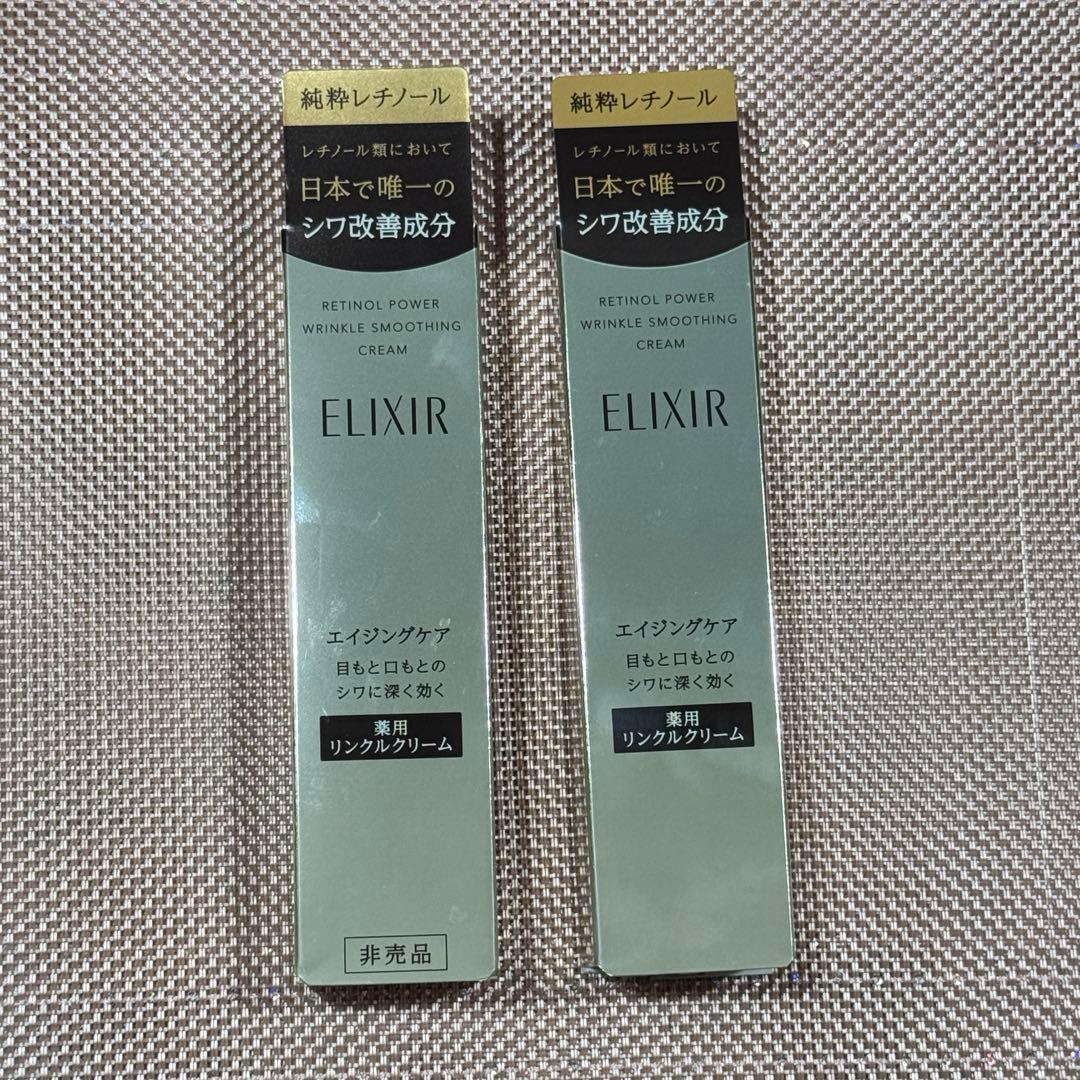 純粋レチノール
レチノール類において
日本で唯一の
シワ改善成分
RETINOL POWER
WRINKLE SMOOTHING
CREAM
ELIXIR
エイジングケア
目もと口もとの
シワに深く効く
薬用
リンクルクリーム
非売品
純粋レチノール
レチノール類において
日本で唯一の
シワ改善成分
RETINOL POWER
WRINKLE SMOOTHING
CREAM
ELIXIR
エイジングケア
目もと口もとの
シワに深く効く
薬用
リンクルクリーム